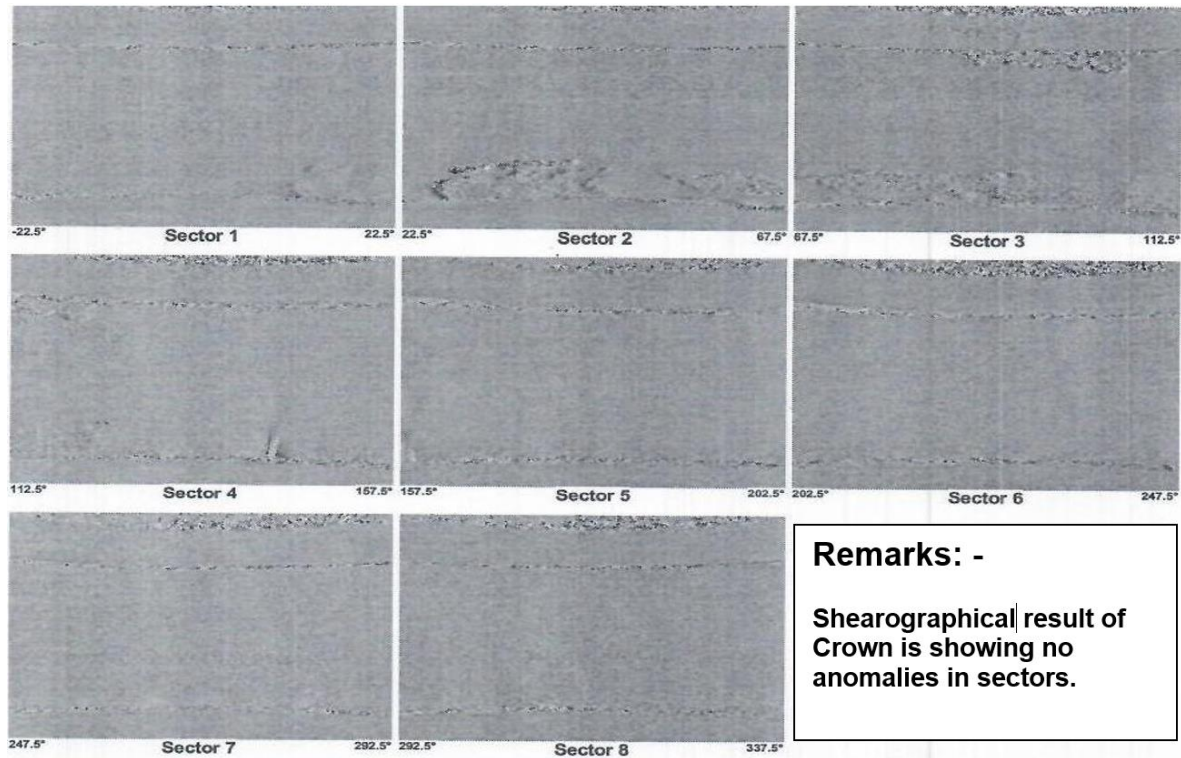 -22.5° Sector 1 22.5°
22.5° Sector 2 67.5°
67.5° Sector 3 112.5°
112.5° Sector 4 157.5°
157.5° Sector 5 202.5°
202.5° Sector 6 247.5°
247.5° Sector 7 292.5°
292.5° Sector 8 337.5°
Remarks: -
Shearographical result of
Crown is showing no
anomalies in sectors.